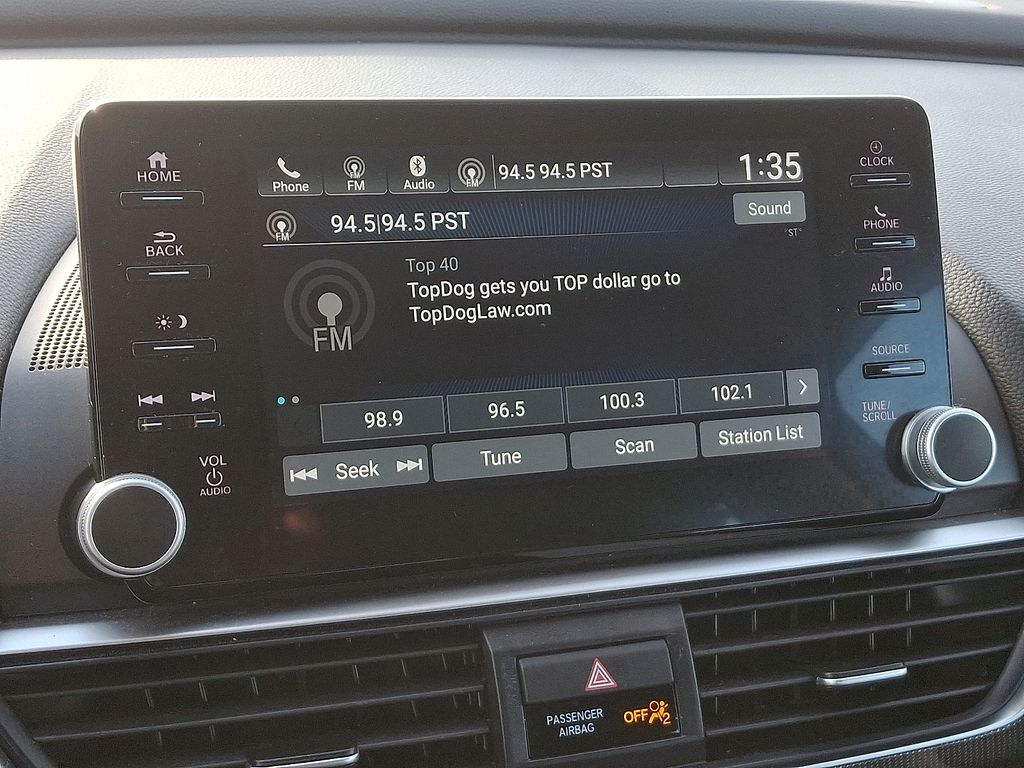 HOME
BACK
VOL
AUDIO
Phone
FM
FM
Audio
FM
94.5 94.5 PST
1:35
FM
94.5|94.5 PST
Sound
ST
FM
Top 40
TopDog gets you TOP dollar go to
TopDogLaw.com
98.9
96.5
100.3
102.1
Seek
Tune
Scan
Station List
CLOCK
PHONE
AUDIO
SOURCE
TUNE/
SCROLL
PASSENGER
AIRBAG
OFF
2